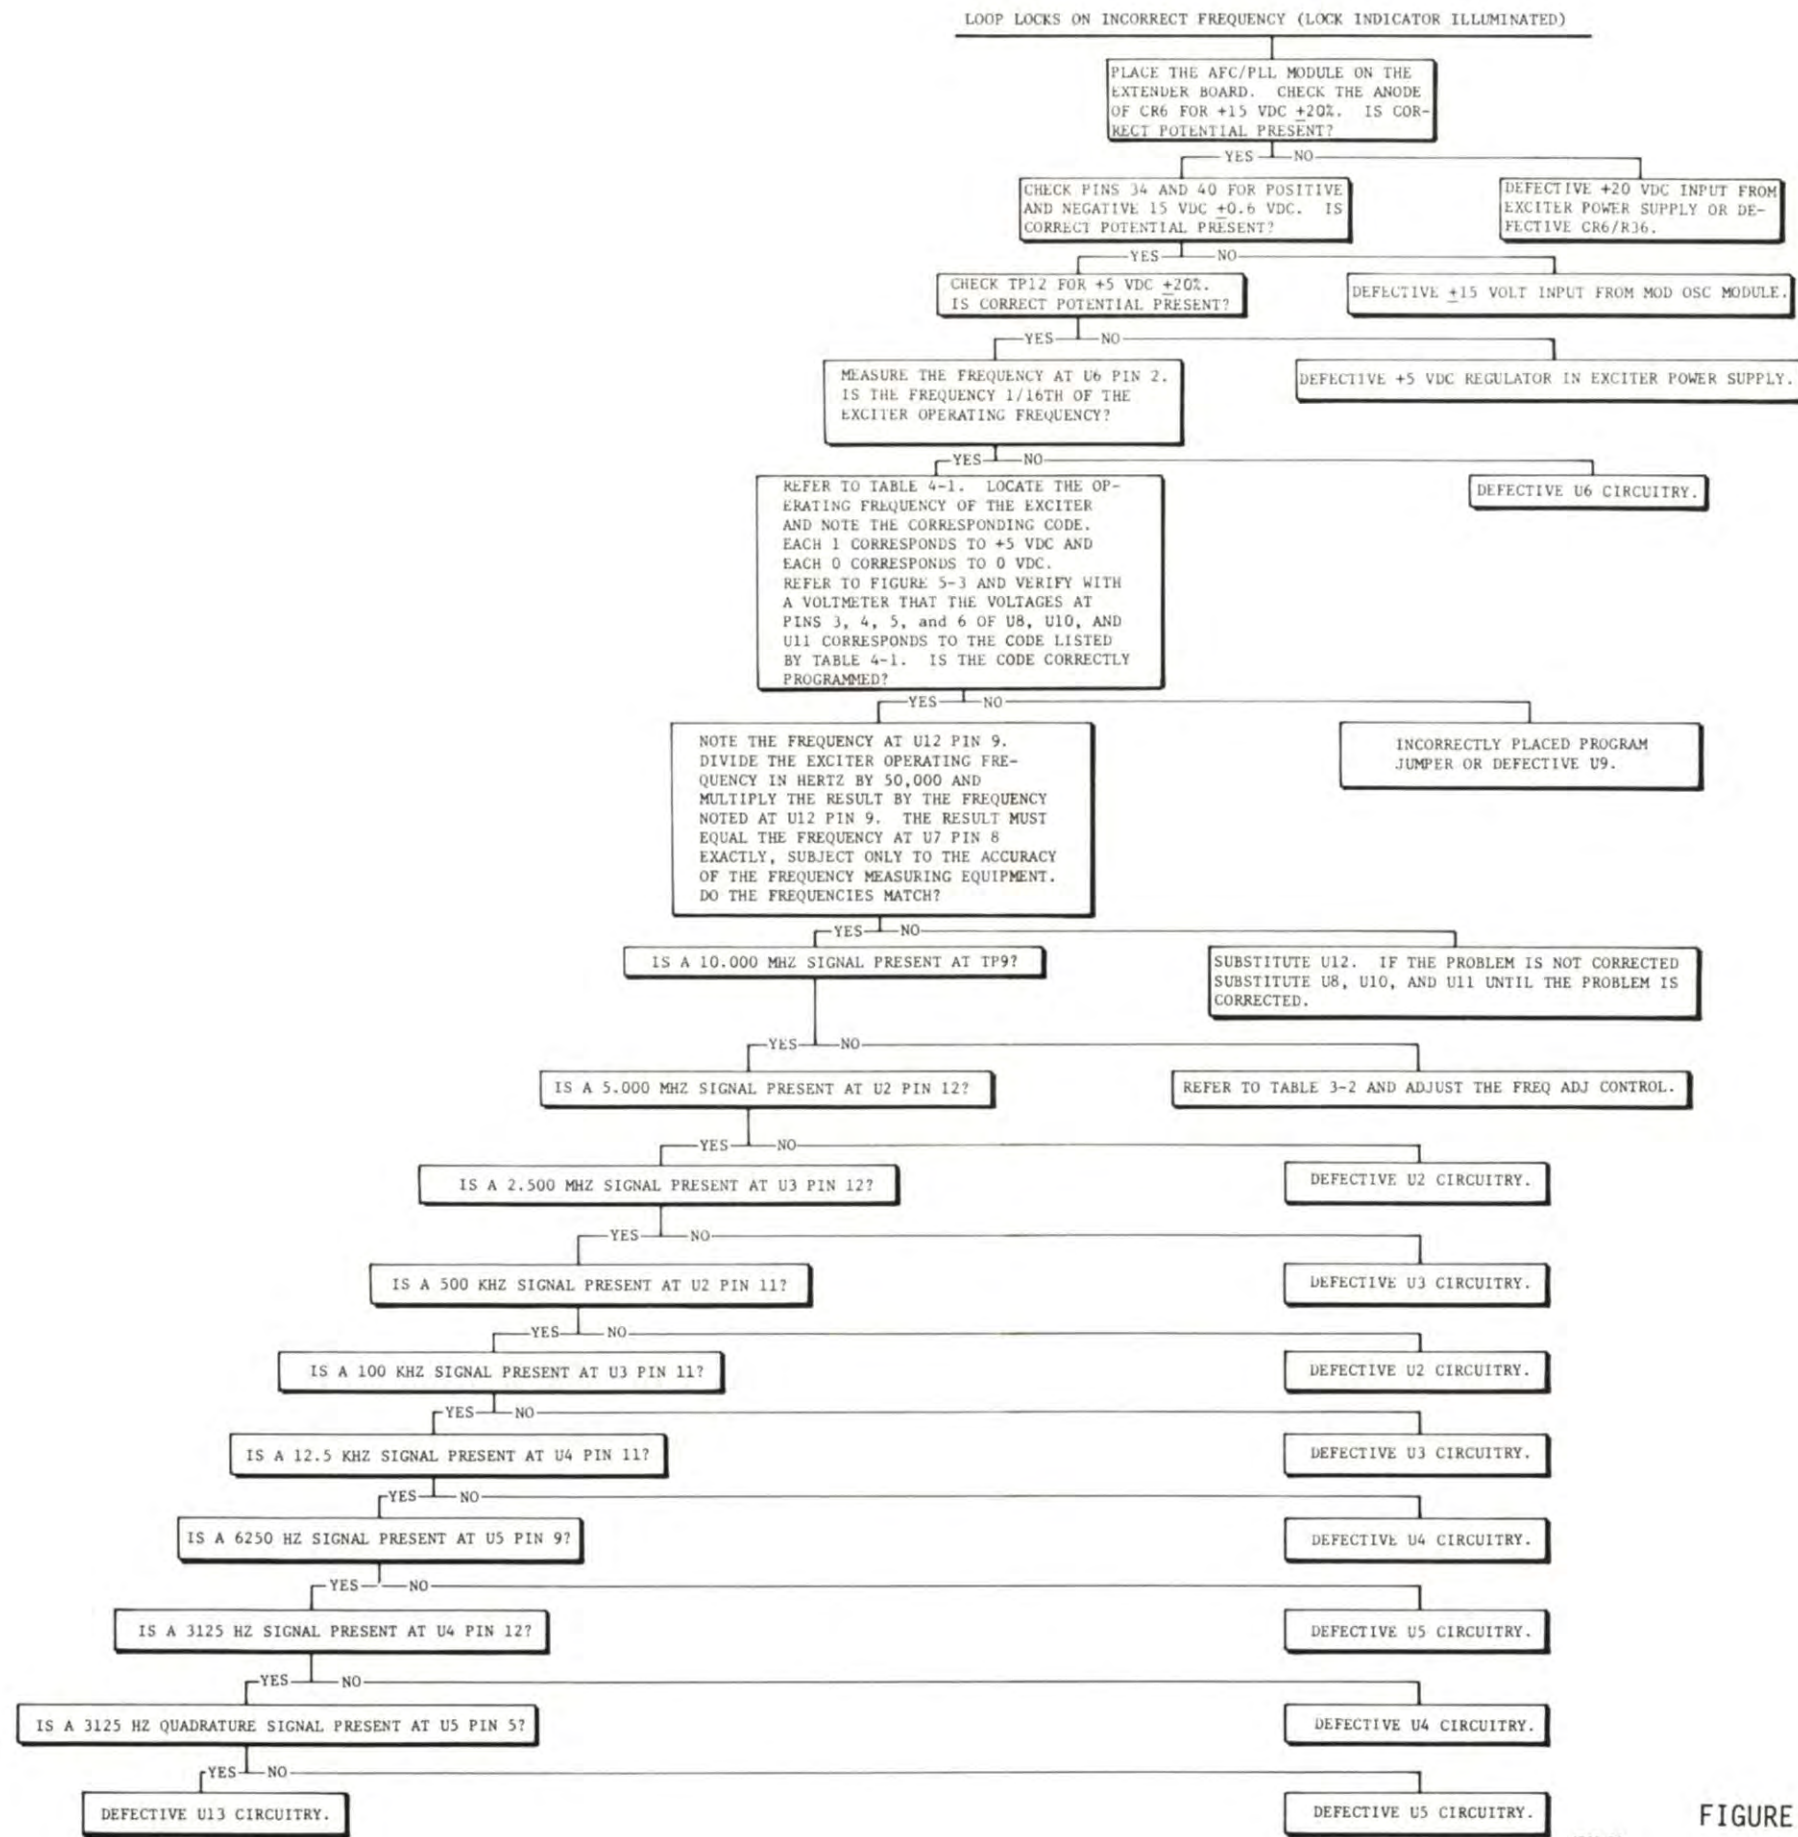 LOOP LOCKS ON INCORRECT FREQUENCY (LOCK INDICATOR ILLUMINATED)
PLACE THE AFC/PLL MODULE ON THE
EXTENDER BOARD. CHECK THE ANODE
OF CR6 FOR +15 VDC ±20%. IS COR-
RECT POTENTIAL PRESENT?
YES NO
CHECK PINS 34 AND 40 FOR POSITIVE
AND NEGATIVE 15 VDC ±0.6 VDC. IS
CORRECT POTENTIAL PRESENT?
DEFECTIVE +20 VDC INPUT FROM
EXCITER POWER SUPPLY OR DE-
FECTIVE CR6/R36.
YES NO
CHECK TP12 FOR +5 VDC ±20%.
IS CORRECT POTENTIAL PRESENT?
DEFECTIVE ±15 VOLT INPUT FROM MOD OSC MODULE.
YES NO
MEASURE THE FREQUENCY AT U6 PIN 2.
IS THE FREQUENCY 1/16TH OF THE
EXCITER OPERATING FREQUENCY?
DEFECTIVE +5 VDC REGULATOR IN EXCITER POWER SUPPLY.
YES NO
REFER TO TABLE 4-1. LOCATE THE OP-
ERATING FREQUENCY OF THE EXCITER
AND NOTE THE CORRESPONDING CODE.
EACH 1 CORRESPONDS TO +5 VDC AND
EACH 0 CORRESPONDS TO 0 VDC.
REFER TO FIGURE 5-3 AND VERIFY WITH
A VOLTMETER THAT THE VOLTAGES AT
PINS 3, 4, 5, and 6 OF U8, U10, AND
U11 CORRESPONDS TO THE CODE LISTED
BY TABLE 4-1. IS THE CODE CORRECTLY
PROGRAMMED?
DEFECTIVE U6 CIRCUITRY.
YES NO
NOTE THE FREQUENCY AT U12 PIN 9.
DIVIDE THE EXCITER OPERATING FRE-
QUENCY IN HERTZ BY 50,000 AND
MULTIPLY THE RESULT BY THE FREQUENCY
NOTED AT U12 PIN 9. THE RESULT MUST
EQUAL THE FREQUENCY AT U7 PIN 8
EXACTLY, SUBJECT ONLY TO THE ACCURACY
OF THE FREQUENCY MEASURING EQUIPMENT.
DO THE FREQUENCIES MATCH?
INCORRECTLY PLACED PROGRAM
JUMPER OR DEFECTIVE U9.
YES NO
IS A 10.000 MHZ SIGNAL PRESENT AT TP9?
SUBSTITUTE U12. IF THE PROBLEM IS NOT CORRECTED
SUBSTITUTE U8, U10, AND U11 UNTIL THE PROBLEM IS
CORRECTED.
YES NO
IS A 5.000 MHZ SIGNAL PRESENT AT U2 PIN 12?
REFER TO TABLE 3-2 AND ADJUST THE FREQ ADJ CONTROL.
YES NO
IS A 2.500 MHZ SIGNAL PRESENT AT U3 PIN 12?
DEFECTIVE U2 CIRCUITRY.
YES NO
IS A 500 KHZ SIGNAL PRESENT AT U2 PIN 11?
DEFECTIVE U3 CIRCUITRY.
YES NO
IS A 100 KHZ SIGNAL PRESENT AT U3 PIN 11?
DEFECTIVE U2 CIRCUITRY.
YES NO
IS A 12.5 KHZ SIGNAL PRESENT AT U4 PIN 11?
DEFECTIVE U3 CIRCUITRY.
YES NO
IS A 6250 HZ SIGNAL PRESENT AT U5 PIN 9?
DEFECTIVE U4 CIRCUITRY.
YES NO
IS A 3125 HZ SIGNAL PRESENT AT U4 PIN 12?
DEFECTIVE U5 CIRCUITRY.
YES NO
IS A 3125 HZ QUADRATURE SIGNAL PRESENT AT U5 PIN 5?
DEFECTIVE U4 CIRCUITRY.
YES NO
DEFECTIVE U13 CIRCUITRY.
DEFECTIVE U5 CIRCUITRY.
FIGURE